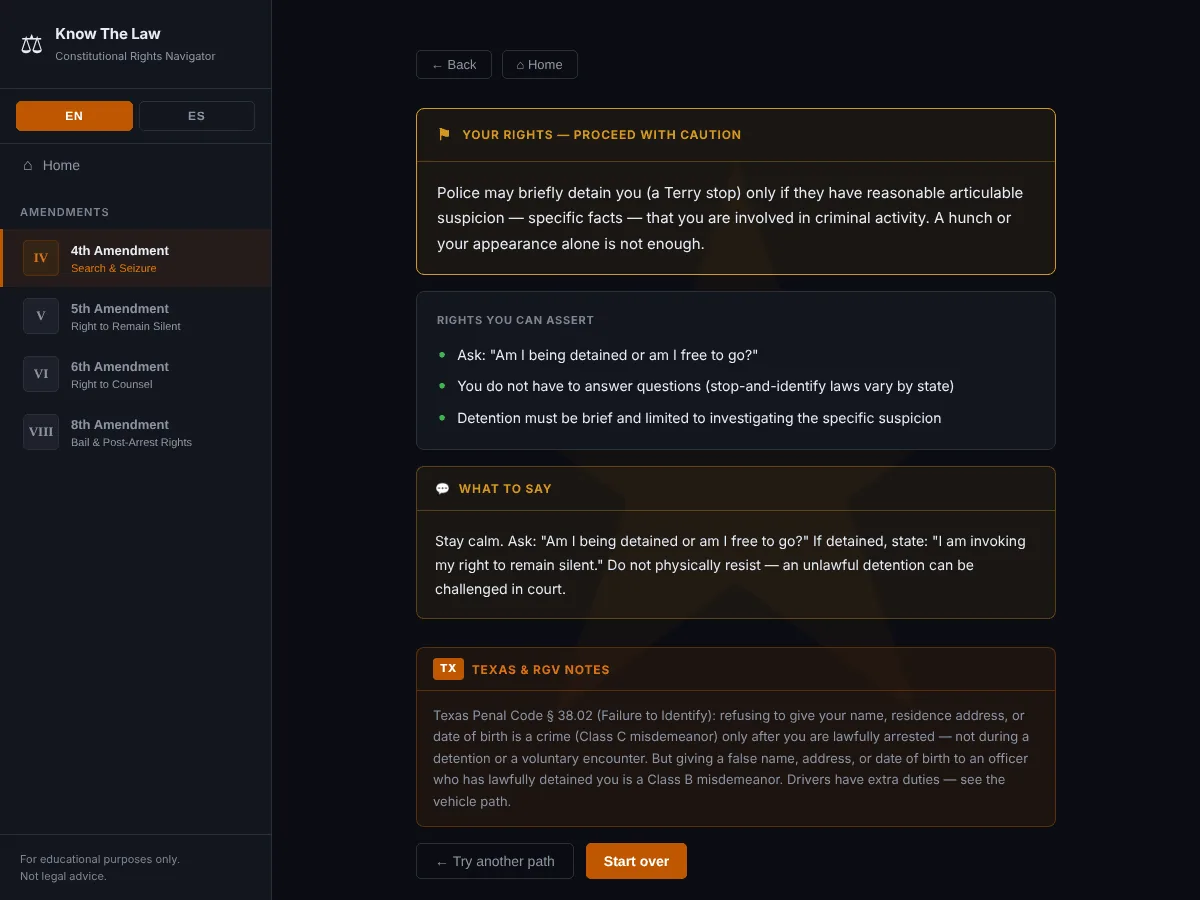 Know The Law
Constitutional Rights Navigator
EN
ES
Home
AMENDMENTS
IV
4th Amendment
Search & Seizure
V
5th Amendment
Right to Remain Silent
VI
6th Amendment
Right to Counsel
VIII
8th Amendment
Bail & Post-Arrest Rights
For educational purposes only.
Not legal advice.
← Back
⌂ Home
YOUR RIGHTS — PROCEED WITH CAUTION
Police may briefly detain you (a Terry stop) only if they have reasonable articulable
suspicion — specific facts — that you are involved in criminal activity. A hunch or
your appearance alone is not enough.
RIGHTS YOU CAN ASSERT
• Ask: "Am I being detained or am I free to go?"
• You do not have to answer questions (stop-and-identify laws vary by state)
• Detention must be brief and limited to investigating the specific suspicion
WHAT TO SAY
Stay calm. Ask: "Am I being detained or am I free to go?" If detained, state: "I am invoking
my right to remain silent." Do not physically resist — an unlawful detention can be
challenged in court.
TX TEXAS & RGV NOTES
Texas Penal Code § 38.02 (Failure to Identify): refusing to give your name, residence address, or
date of birth is a crime (Class C misdemeanor) only after you are lawfully arrested — not during a
detention or a voluntary encounter. But giving a false name, address, or date of birth to an officer
who has lawfully detained you is a Class B misdemeanor. Drivers have extra duties — see the
vehicle path.
← Try another path
Start over